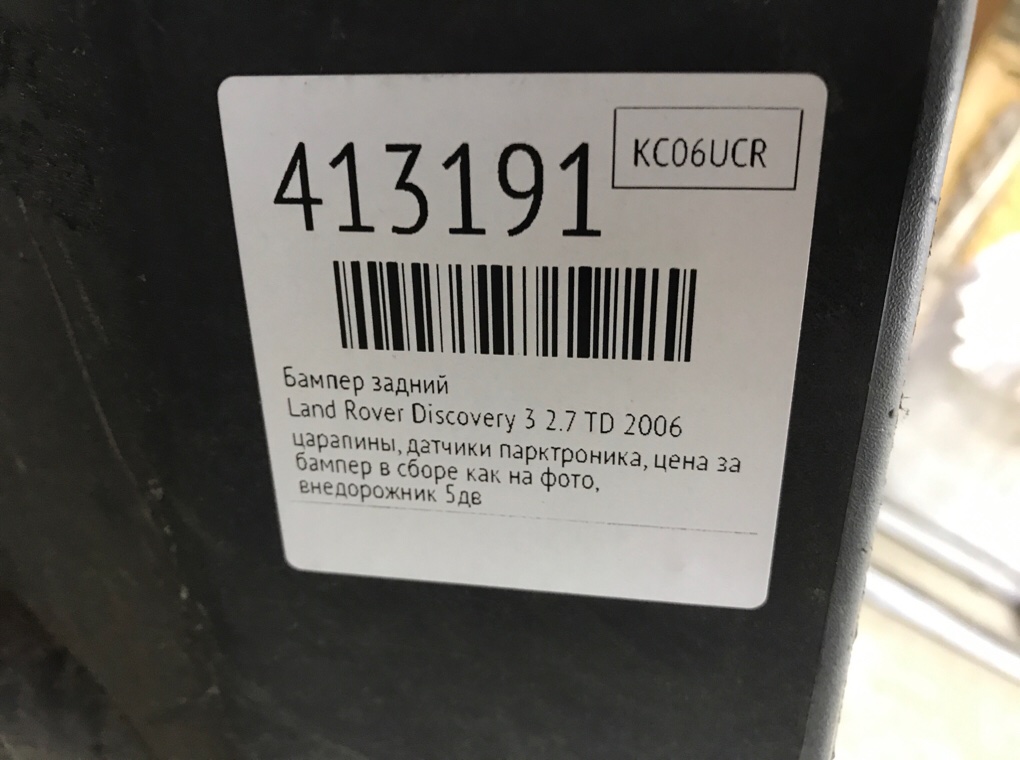 413191
KC06UCR
Бампер задний
Land Rover Discovery 3 2.7 TD 2006
царапины, датчики парктроника, цена за
бампер в сборе как на фото,
внедорожник 5дв